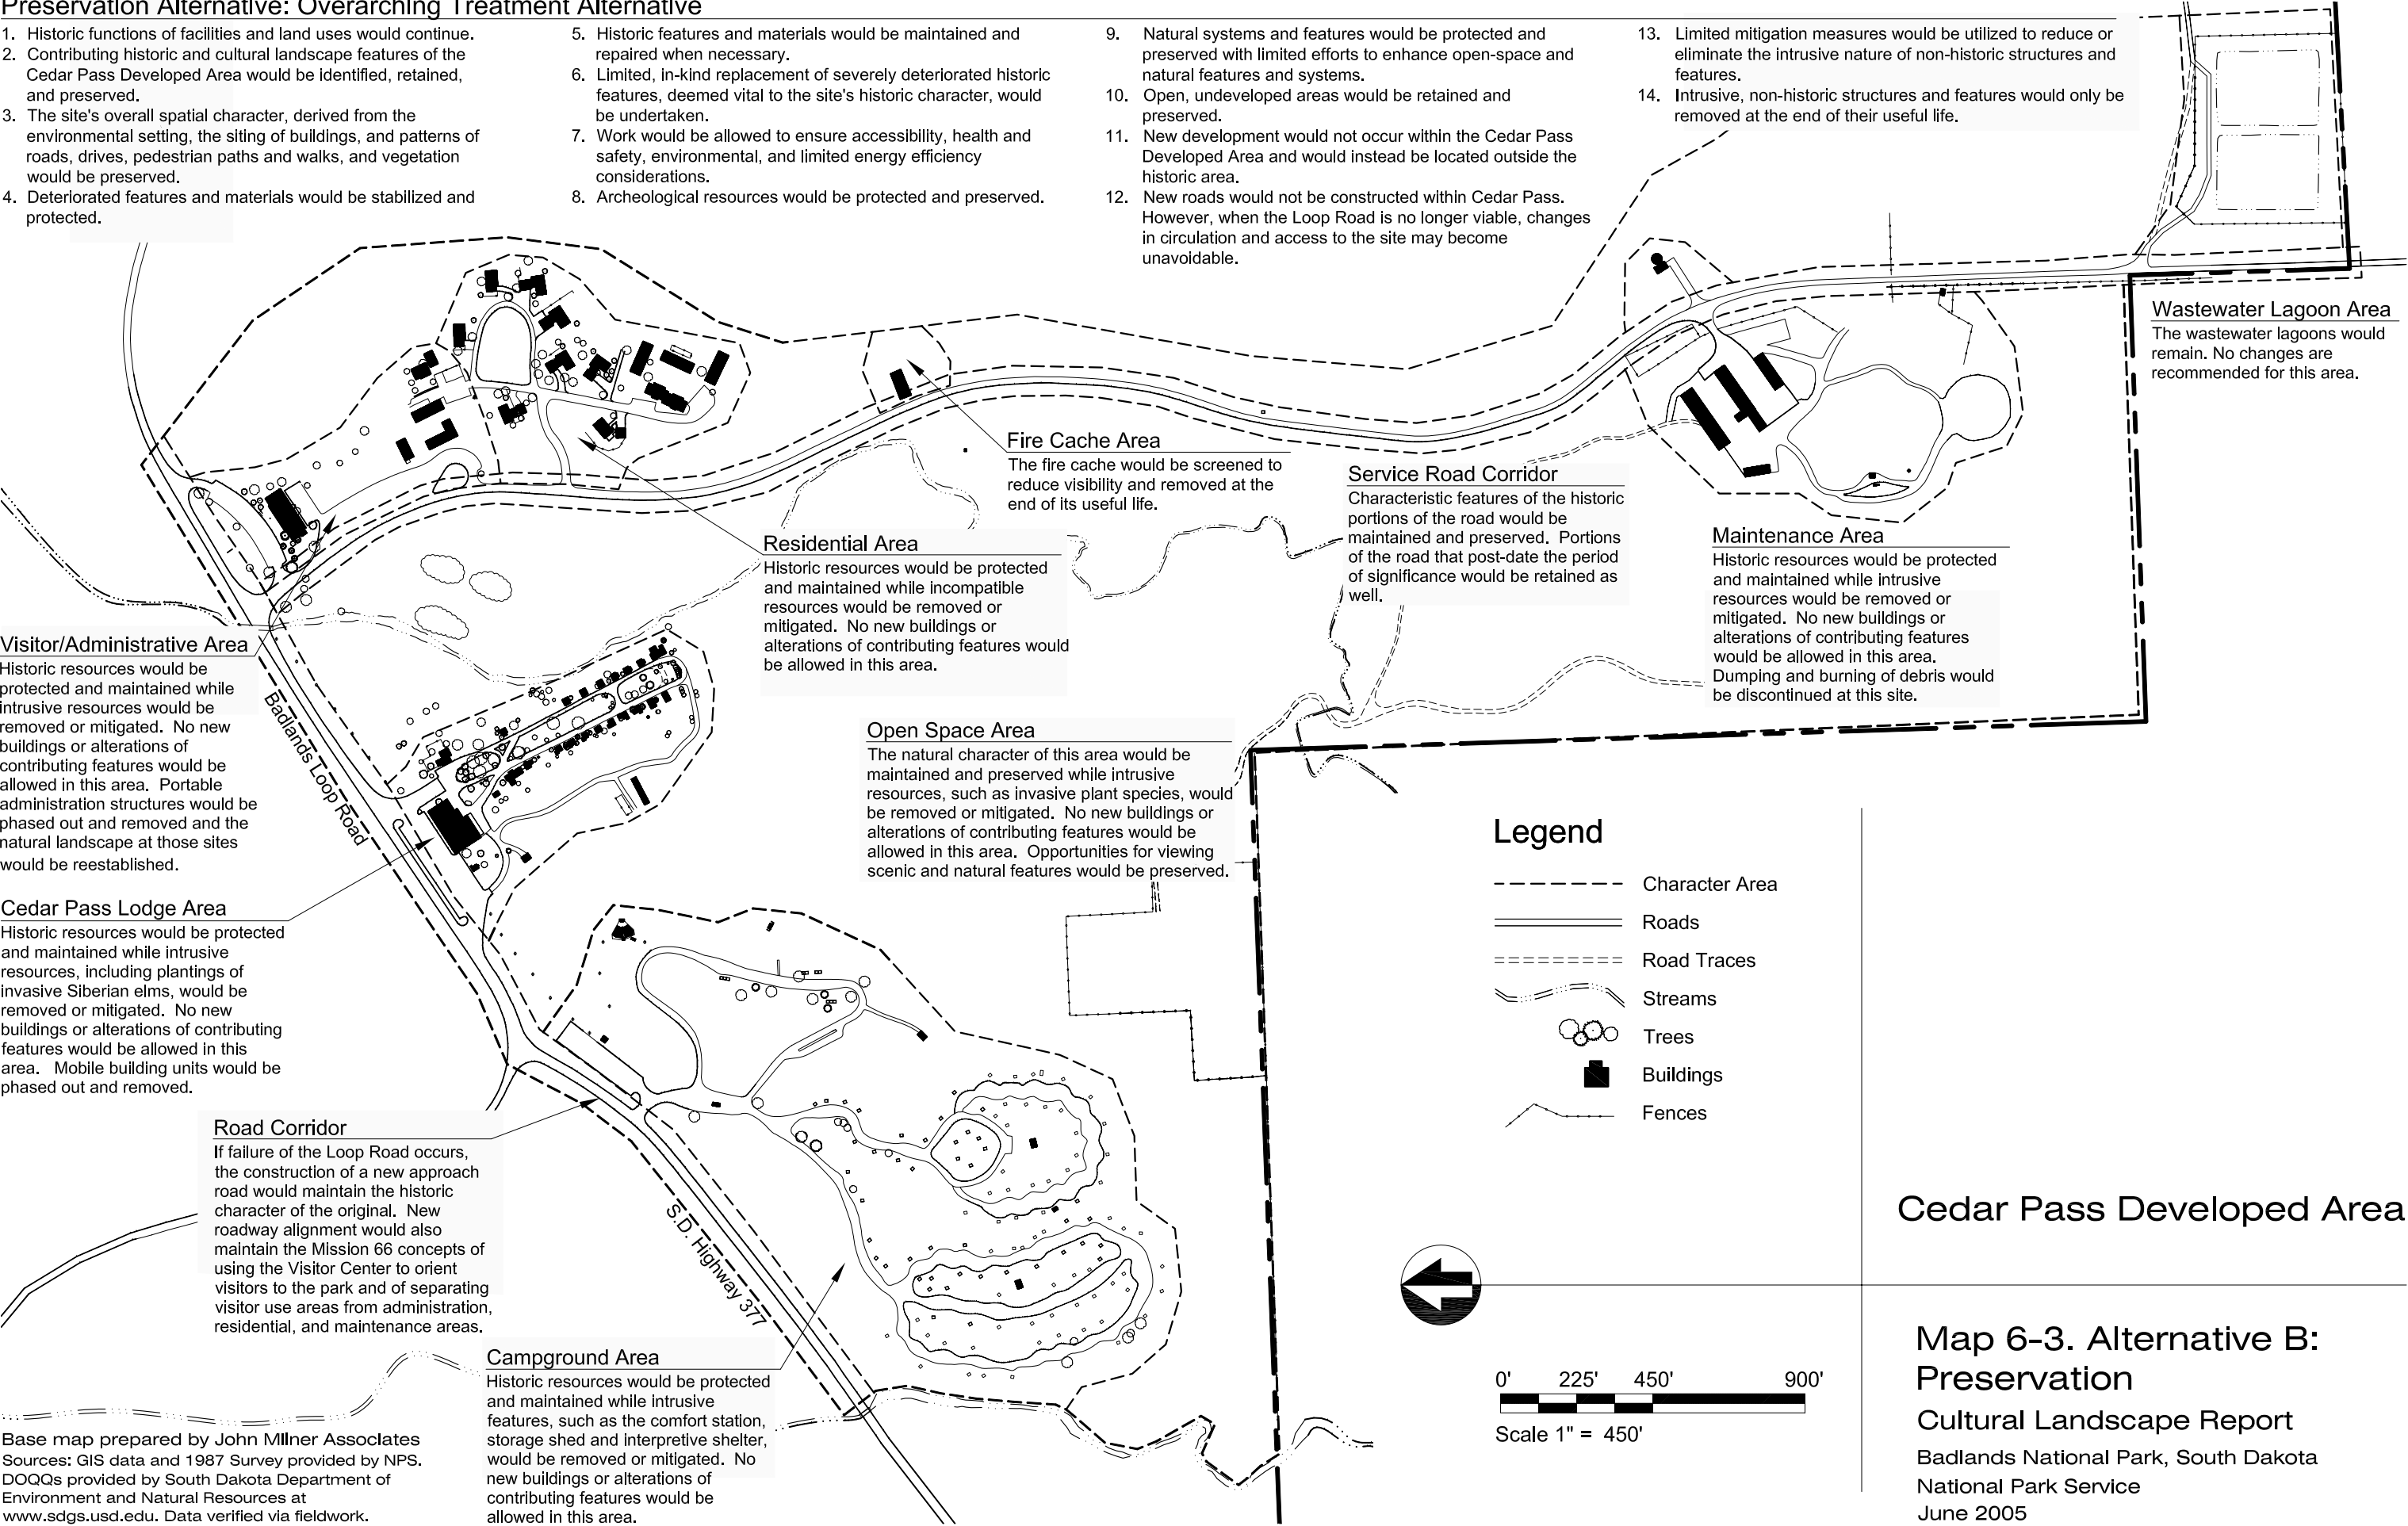 Preservation Alternative: Overarching Treatment Alternative
1. Historic functions of facilities and land uses would continue.
2. Contributing historic and cultural landscape features of the
Cedar Pass Developed Area would be identified, retained,
and preserved.
3. The site's overall spatial character, derived from the
environmental setting, the siting of buildings, and patterns of
roads, drives, pedestrian paths and walks, and vegetation
would be preserved.
4. Deteriorated features and materials would be stabilized and
protected.
5. Historic features and materials would be maintained and
repaired when necessary.
6. Limited, in-kind replacement of severely deteriorated historic
features, deemed vital to the site's historic character, would
be undertaken.
7. Work would be allowed to ensure accessibility, health and
safety, environmental, and limited energy efficiency
considerations.
8. Archeological resources would be protected and preserved.
9. Natural systems and features would be protected and
preserved with limited efforts to enhance open-space and
natural features and systems.
10. Open, undeveloped areas would be retained and
preserved.
11. New development would not occur within the Cedar Pass
Developed Area and would instead be located outside the
historic area.
12. New roads would not be constructed within Cedar Pass.
However, when the Loop Road is no longer viable, changes
in circulation and access to the site may become
unavoidable.
13. Limited mitigation measures would be utilized to reduce or
eliminate the intrusive nature of non-historic structures and
features.
14. Intrusive, non-historic structures and features would only be
removed at the end of their useful life.
Wastewater Lagoon Area
The wastewater lagoons would
remain. No changes are
recommended for this area.
Fire Cache Area
The fire cache would be screened to
reduce visibility and removed at the
end of its useful life.
Service Road Corridor
Characteristic features of the historic
portions of the road would be
maintained and preserved. Portions
of the road that post-date the period
of significance would be retained as
well.
Residential Area
Historic resources would be protected
and maintained while incompatible
resources would be removed or
mitigated. No new buildings or
alterations of contributing features would
be allowed in this area.
Maintenance Area
Historic resources would be protected
and maintained while intrusive
resources would be removed or
mitigated. No new buildings or
alterations of contributing features
would be allowed in this area.
Dumping and burning of debris would
be discontinued at this site.
Visitor/Administrative Area
Historic resources would be
protected and maintained while
intrusive resources would be
removed or mitigated. No new
buildings or alterations of
contributing features would be
allowed in this area. Portable
administration structures would be
phased out and removed and the
natural landscape at those sites
would be reestablished.
Badlands Loop Road
Open Space Area
The natural character of this area would be
maintained and preserved while intrusive
resources, such as invasive plant species, would
be removed or mitigated. No new buildings or
alterations of contributing features would be
allowed in this area. Opportunities for viewing
scenic and natural features would be preserved.
Cedar Pass Lodge Area
Historic resources would be protected
and maintained while intrusive
resources, including plantings of
invasive Siberian elms, would be
removed or mitigated. No new
buildings or alterations of contributing
features would be allowed in this
area. Mobile building units would be
phased out and removed.
Road Corridor
If failure of the Loop Road occurs,
the construction of a new approach
road would maintain the historic
character of the original. New
roadway alignment would also
maintain the Mission 66 concepts of
using the Visitor Center to orient
visitors to the park and of separating
visitor use areas from administration,
residential, and maintenance areas.
S.D. Highway 377
Campground Area
Historic resources would be protected
and maintained while intrusive
features, such as the comfort station,
storage shed and interpretive shelter,
would be removed or mitigated. No
new buildings or alterations of
contributing features would be
allowed in this area.
Base map prepared by John Milner Associates
Sources: GIS data and 1987 Survey provided by NPS.
DOQQs provided by South Dakota Department of
Environment and Natural Resources at
www.sdgs.usd.edu. Data verified via fieldwork.
Legend
Character Area
Roads
Road Traces
Streams
Trees
Buildings
Fences
0' 225' 450' 900'
Scale 1" = 450'
Cedar Pass Developed Area
Map 6-3. Alternative B:
Preservation
Cultural Landscape Report
Badlands National Park, South Dakota
National Park Service
June 2005